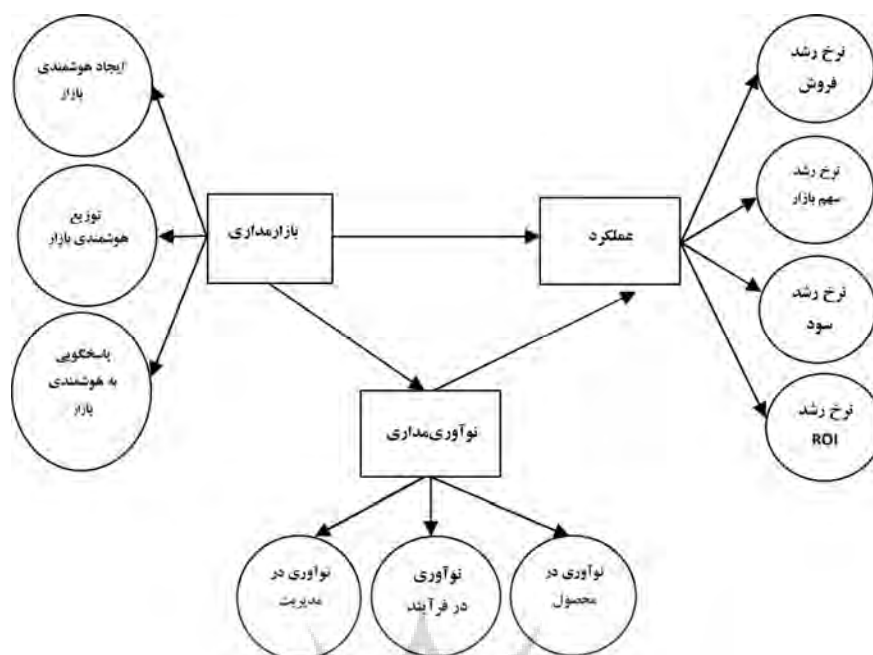 ایجاد هوشمندی
بازار
توزیع
هوشمندی بازار
پاسخگویی
به هوشمندی
بازار
بازارمداری
عملکرد
نرخ رشد
فروش
نرخ رشد
سهم بازار
نرخ رشد
سود
نرخ رشد
ROI
نوآوری‌مداری
نوآوری در
مدیریت
نوآوری
در فرآیند
نوآوری در
محصول